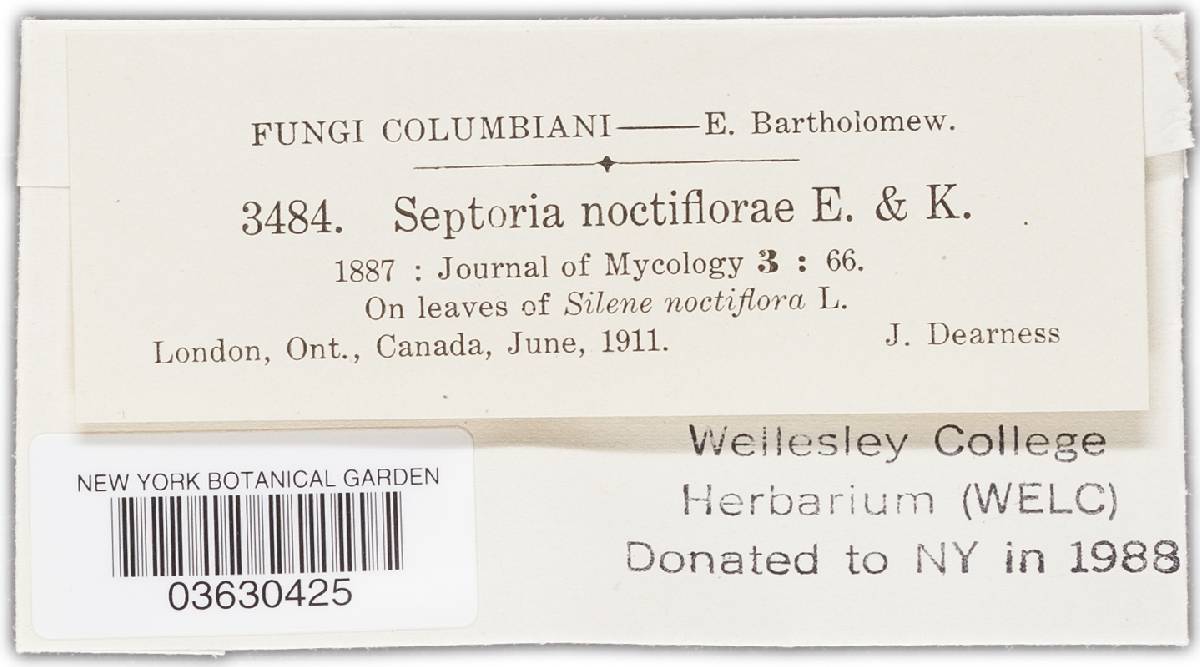 FUNGI COLUMBIANI——E. Bartholomew.
3484. Septoria noctiflorae E. & K.
1887 : Journal of Mycology 3 : 66.
On leaves of Silene noctiflora L.
London, Ont., Canada, June, 1911. J. Dearness
Wellesley College
Herbarium (WELC)
Donated to NY in 1988
NEW YORK BOTANICAL GARDEN
03630425